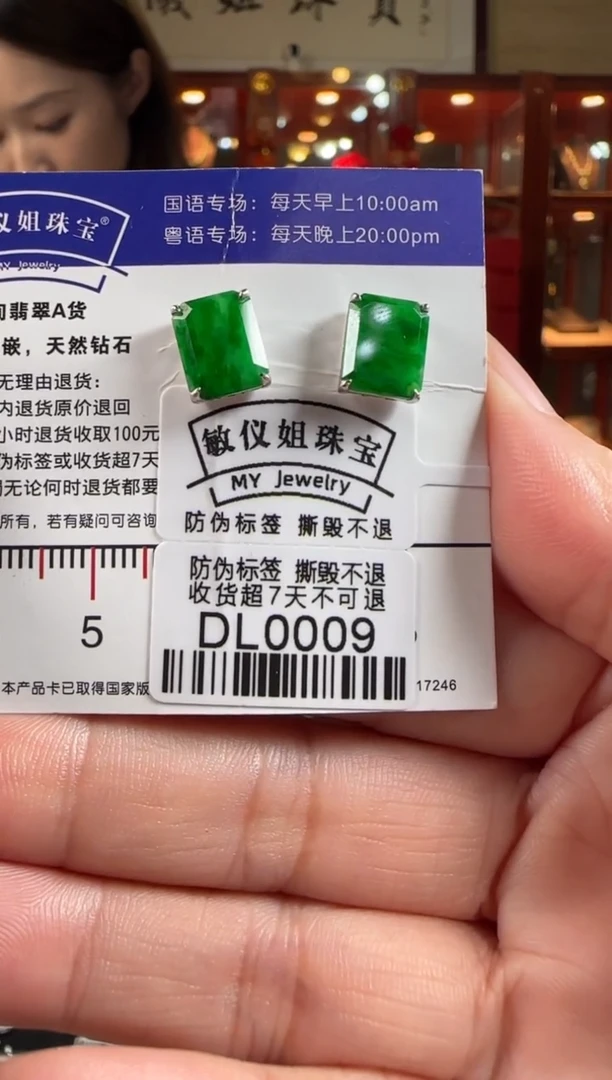 姐珠
国语专场：每天早上10:00am
粤语专场：每天晚上20:00pm
仪姐珠宝®
MY Jewelry
翡翠A货
嵌，天然钻石
无理由退货：
内退货原价退回
小时退货收取100元
伪标签或收货超7天
无论何时退货都要
所有，若有疑问可咨询
5
本产品卡已取得国家版
17246
敏仪姐珠宝
MY Jewelry
防伪标签 撕毁不退
防伪标签 撕毁不退
收货超7天不可退
DL0009